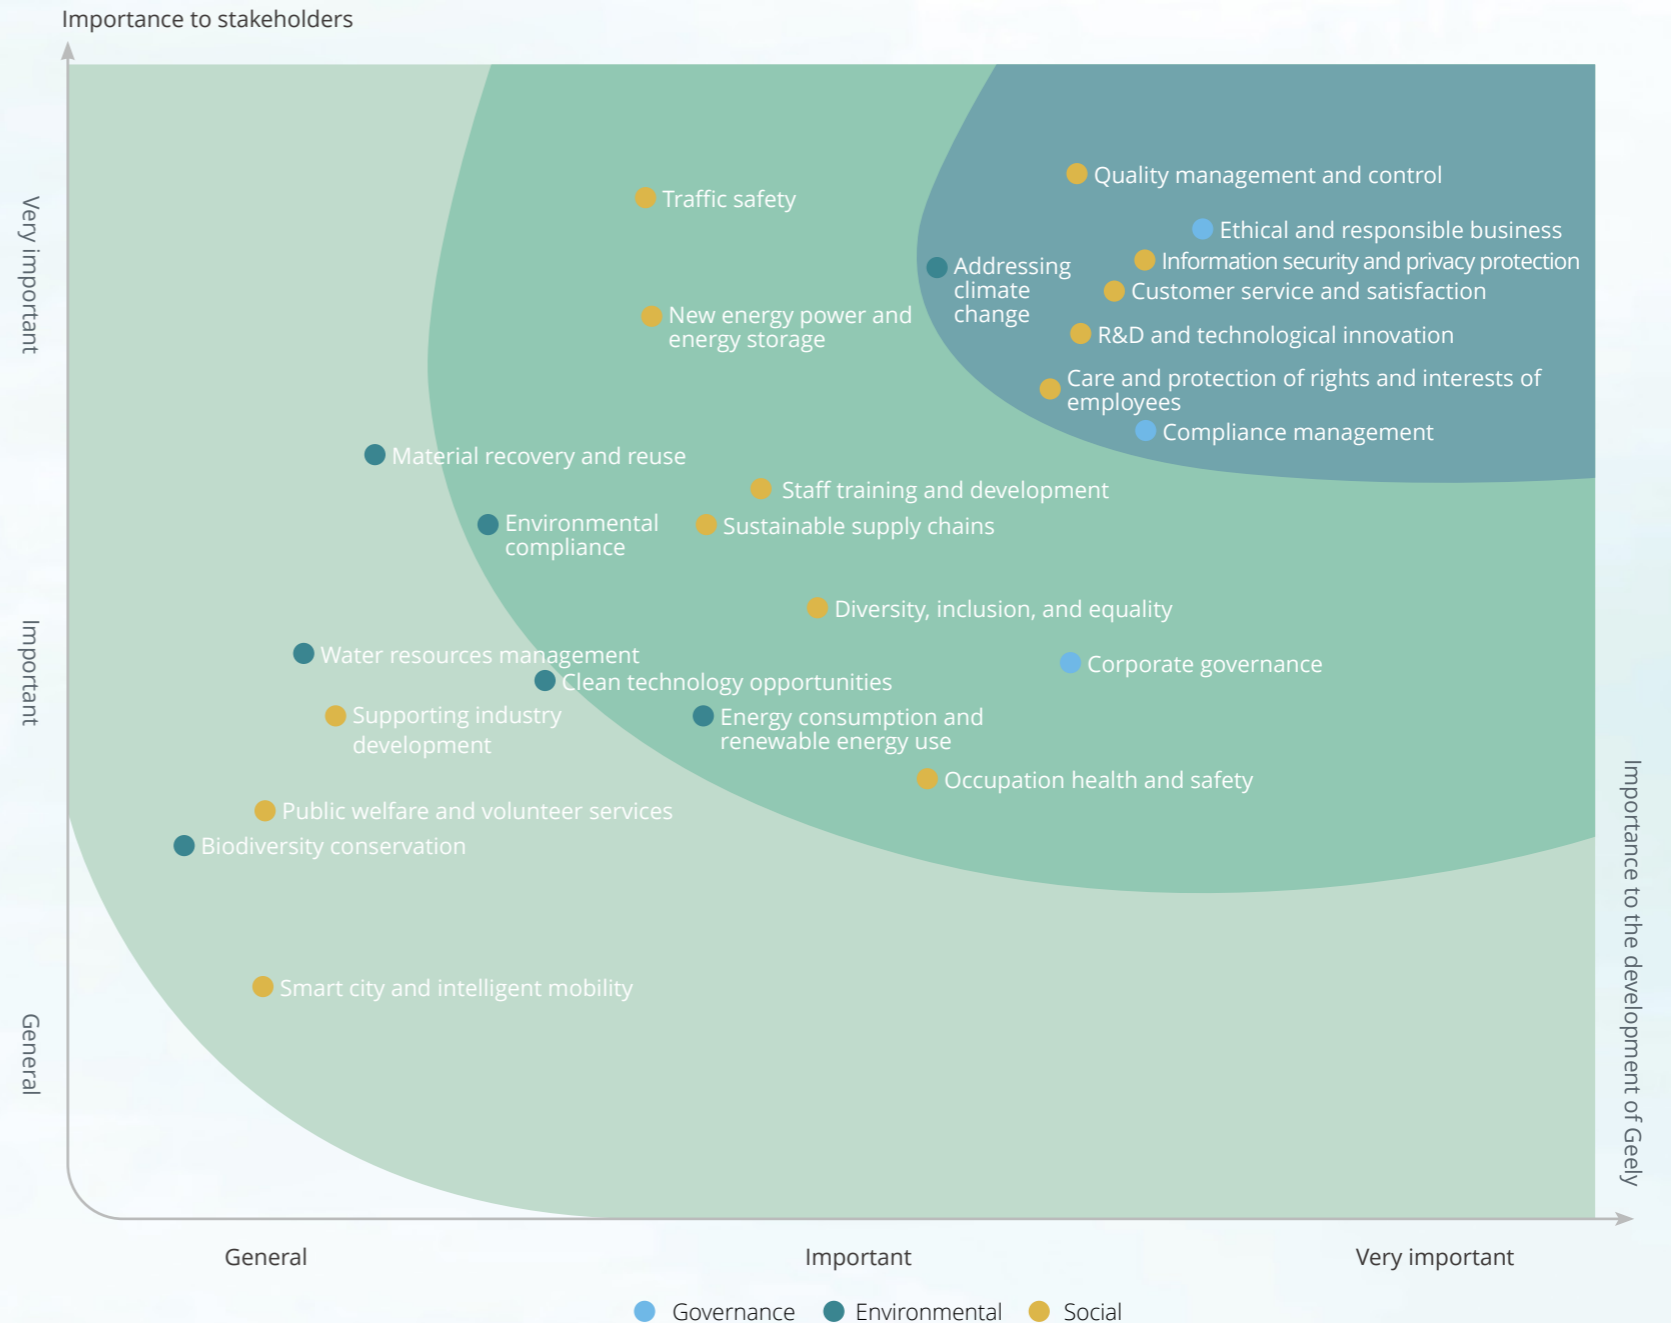 Importance to stakeholders
Very important
Important
General
Quality management and control
Traffic safety
Ethical and responsible business
Information security and privacy protection
Addressing
climate
change
Customer service and satisfaction
New energy power and
energy storage
R&D and technological innovation
Care and protection of rights and interests of
employees
Compliance management
Material recovery and reuse
Staff training and development
Environmental
compliance
Sustainable supply chains
Diversity, inclusion, and equality
Water resources management
Corporate governance
Clean technology opportunities
Supporting industry
development
Energy consumption and
renewable energy use
Occupation health and safety
Public welfare and volunteer services
Biodiversity conservation
Smart city and intelligent mobility
Importance to the development of Geely
General
Important
Very important
Governance
Environmental
Social